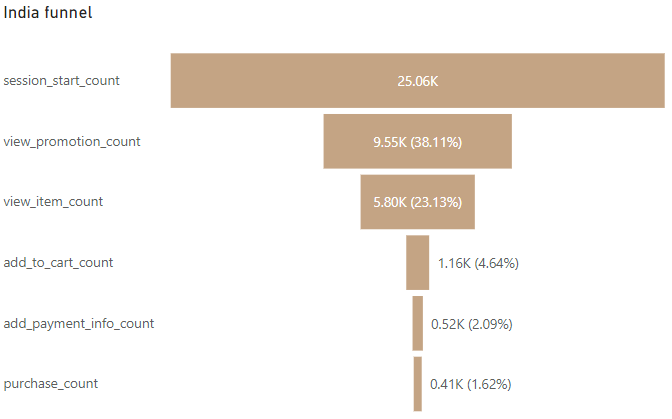 India funnel
session_start_count
25.06K
view_promotion_count
9.55K (38.11%)
view_item_count
5.80K (23.13%)
add_to_cart_count
1.16K (4.64%)
add_payment_info_count
0.52K (2.09%)
purchase_count
0.41K (1.62%)